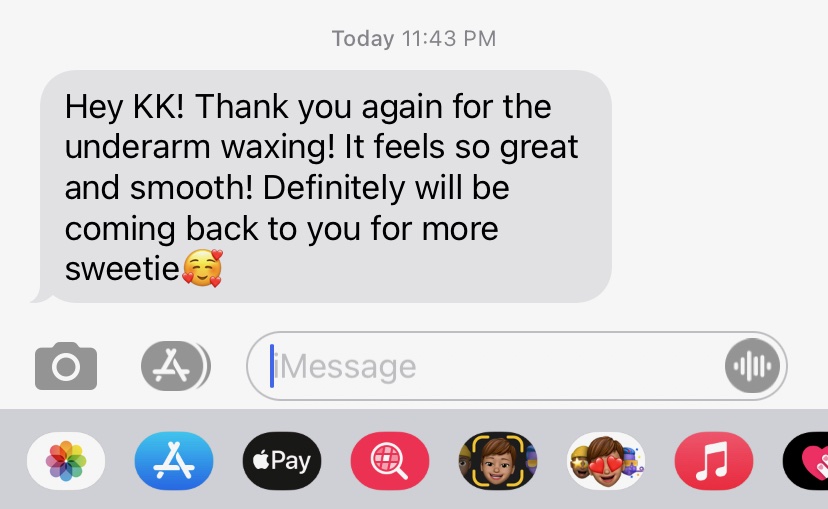 Today 11:43 PM
Hey KK! Thank you again for the
underarm waxing! It feels so great
and smooth! Definitely will be
coming back to you for more
sweetie🥰
iMessage
Pay